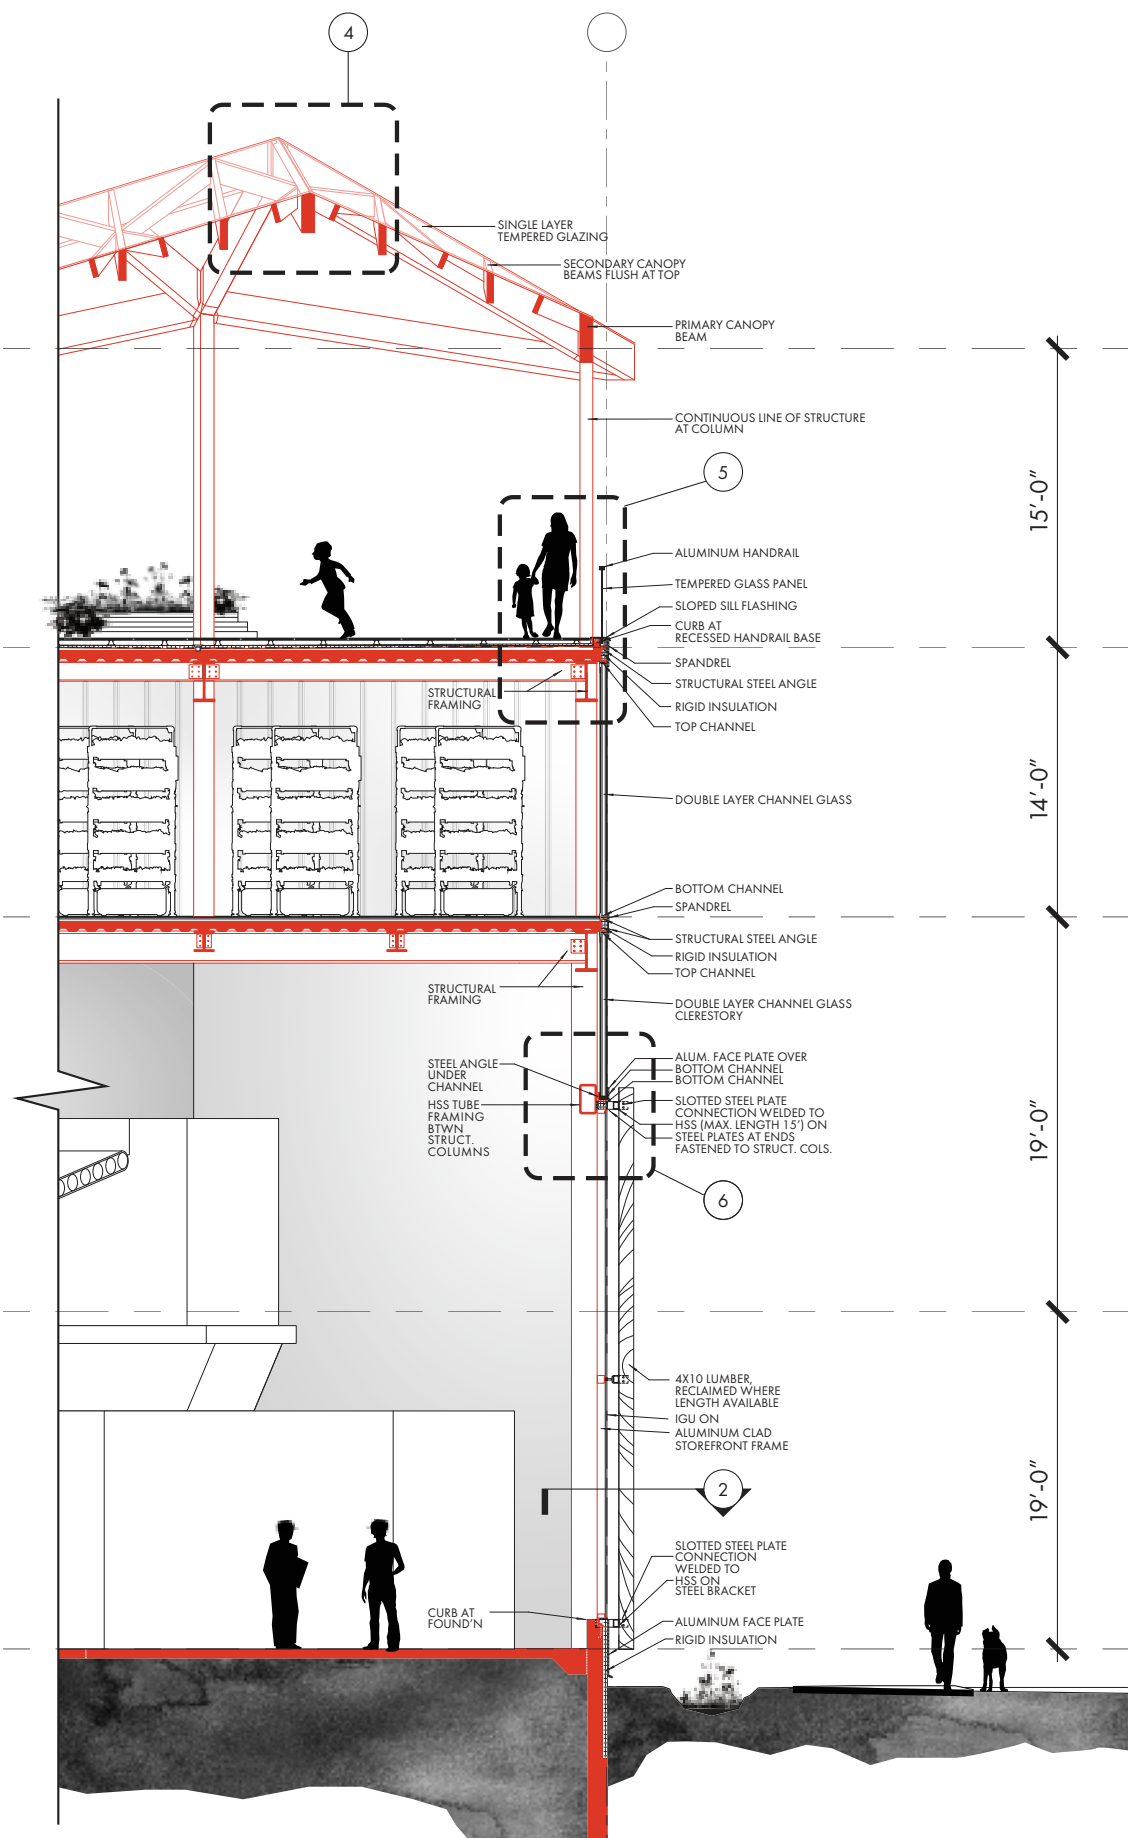 4
SINGLE LAYER
TEMPERED GLAZING
SECONDARY CANOPY
BEAMS FLUSH AT TOP
PRIMARY CANOPY
BEAM
CONTINUOUS LINE OF STRUCTURE
AT COLUMN
5
15'-0"
ALUMINUM HANDRAIL
TEMPERED GLASS PANEL
SLOPED SILL FLASHING
CURB AT
RECESSED HANDRAIL BASE
SPANDREL
STRUCTURAL STEEL ANGLE
STRUCTURAL
FRAMING
RIGID INSULATION
TOP CHANNEL
14'-0"
DOUBLE LAYER CHANNEL GLASS
BOTTOM CHANNEL
SPANDREL
STRUCTURAL STEEL ANGLE
RIGID INSULATION
TOP CHANNEL
STRUCTURAL
FRAMING
DOUBLE LAYER CHANNEL GLASS
CLERESTORY
STEEL ANGLE
UNDER
CHANNEL
HSS TUBE
FRAMING
BTWN
STRUCT.
COLUMNS
ALUM. FACE PLATE OVER
BOTTOM CHANNEL
BOTTOM CHANNEL
SLOTTED STEEL PLATE
CONNECTION WELDED TO
HSS (MAX. LENGTH 15') ON
STEEL PLATES AT ENDS
FASTENED TO STRUCT. COLS.
19'-0"
6
4X10 LUMBER,
RECLAIMED WHERE
LENGTH AVAILABLE
IGU ON
ALUMINUM CLAD
STOREFRONT FRAME
19'-0"
2
SLOTTED STEEL PLATE
CONNECTION
WELDED TO
HSS ON
STEEL BRACKET
CURB AT
FOUND'N
ALUMINUM FACE PLATE
RIGID INSULATION